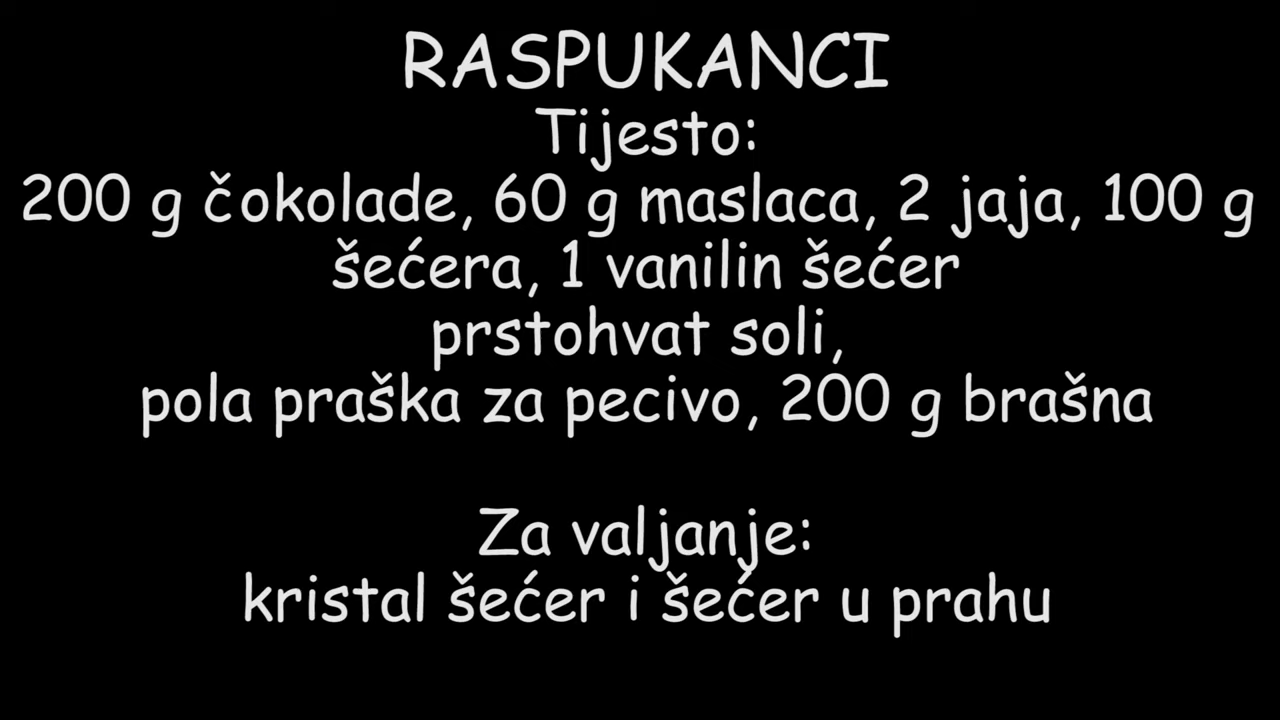 RASPUKANCI
Tijesto:
200 g čokolade, 60 g maslaca, 2 jaja, 100 g
šećera, 1 vanilin šećer
prstohvat soli,
pola praška za pecivo, 200 g brašna
Za valjanje:
kristal šećer i šećer u prahu